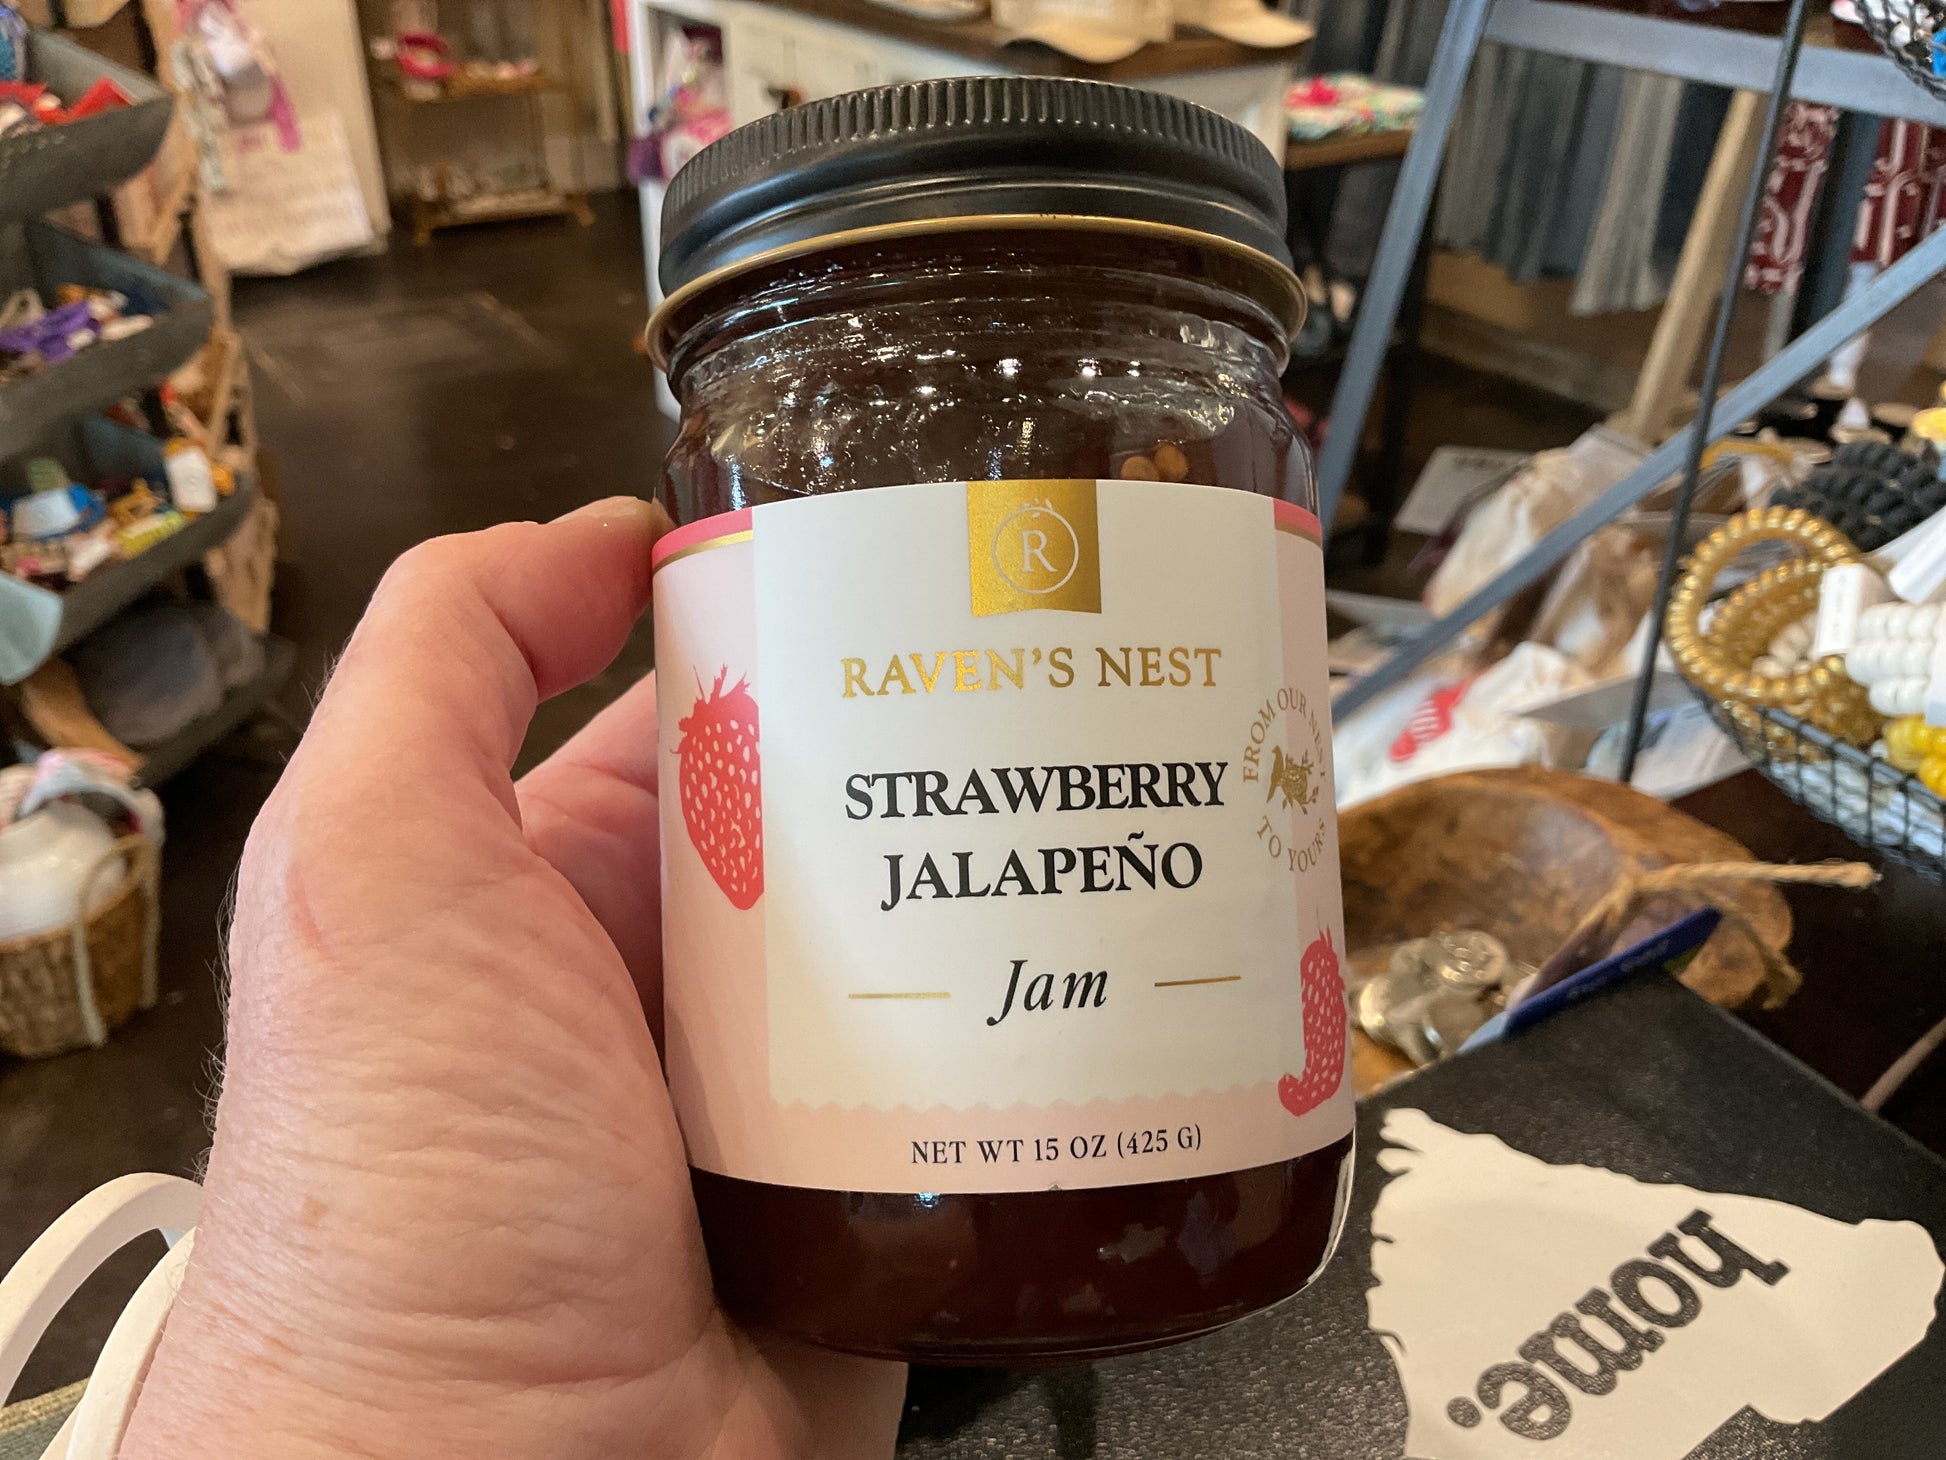 R
RAVEN'S NEST
STRAWBERRY
JALAPEÑO
Jam
NET WT 15 OZ (425 G)
FROM OUR NEST
TO YOURS
home.